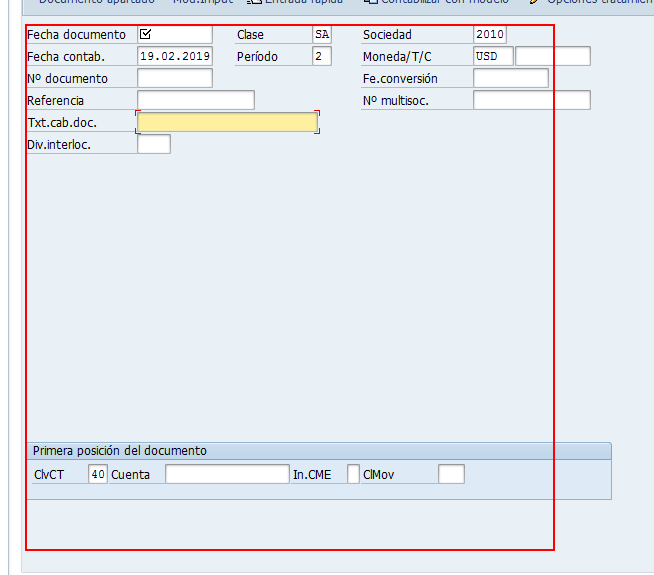 Documento apartado Mod.Imput Entrada rápida Contabilizar con modelo Opciones tratamien
Fecha documento Clase SA Sociedad 2010
Fecha contab. 19.02.2019 Período 2 Moneda/T/C USD
Nº documento Fe.conversión
Referencia Nº multisoc.
Txt.cab.doc.
Div.interloc.
Primera posición del documento
ClvCT 40 Cuenta In.CME ClMov